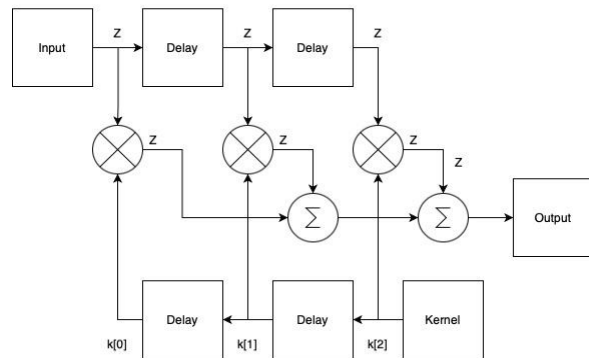 Z Z Z
Input Delay Delay
Z Z Z
Z
Σ Σ
Output
Delay Delay Kernel
k[0] k[1] k[2]